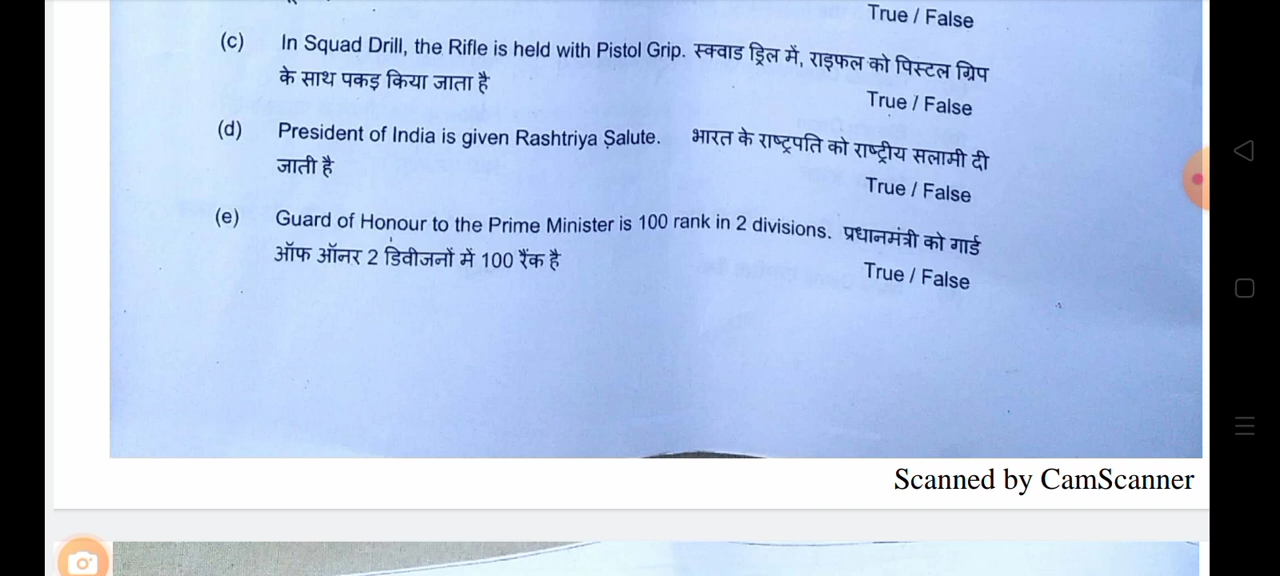 True / False
(c) In Squad Drill, the Rifle is held with Pistol Grip. स्क्वाड ड्रिल में, राइफल को पिस्टल ग्रिप
के साथ पकड़ किया जाता है
True / False
(d) President of India is given Rashtriya Salute. भारत के राष्ट्रपति को राष्ट्रीय सलामी दी
जाती है
True / False
(e) Guard of Honour to the Prime Minister is 100 rank in 2 divisions. प्रधानमंत्री को गार्ड
ऑफ ऑनर 2 डिवीजनों में 100 रैंक है
True / False
Scanned by CamScanner